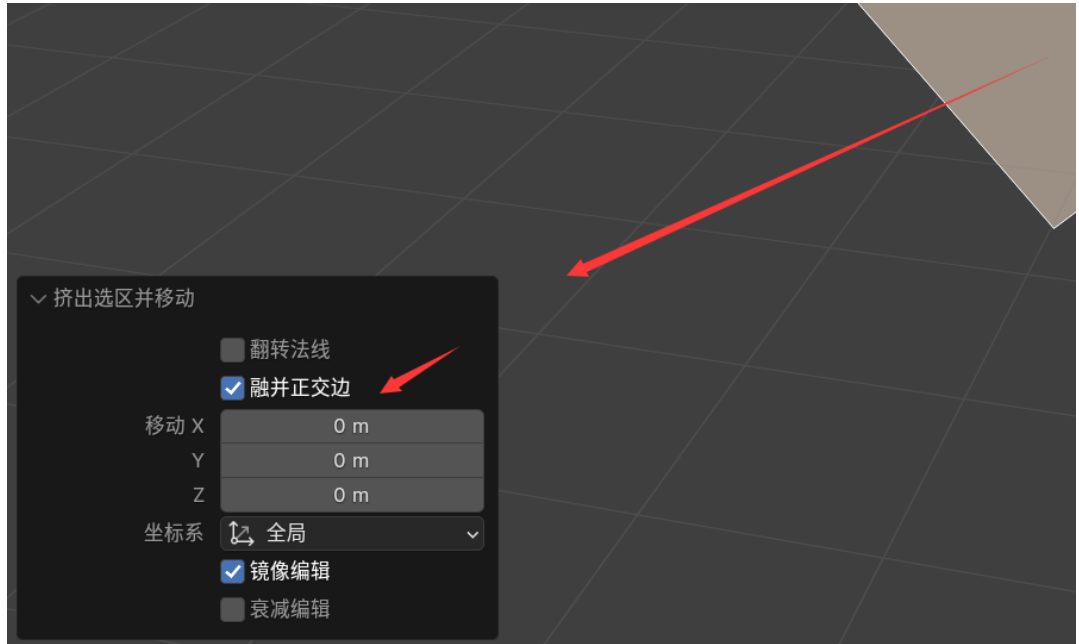 挤出选区并移动
翻转法线
融并正交边
移动 X 0 m
Y 0 m
Z 0 m
坐标系 全局
镜像编辑
衰减编辑